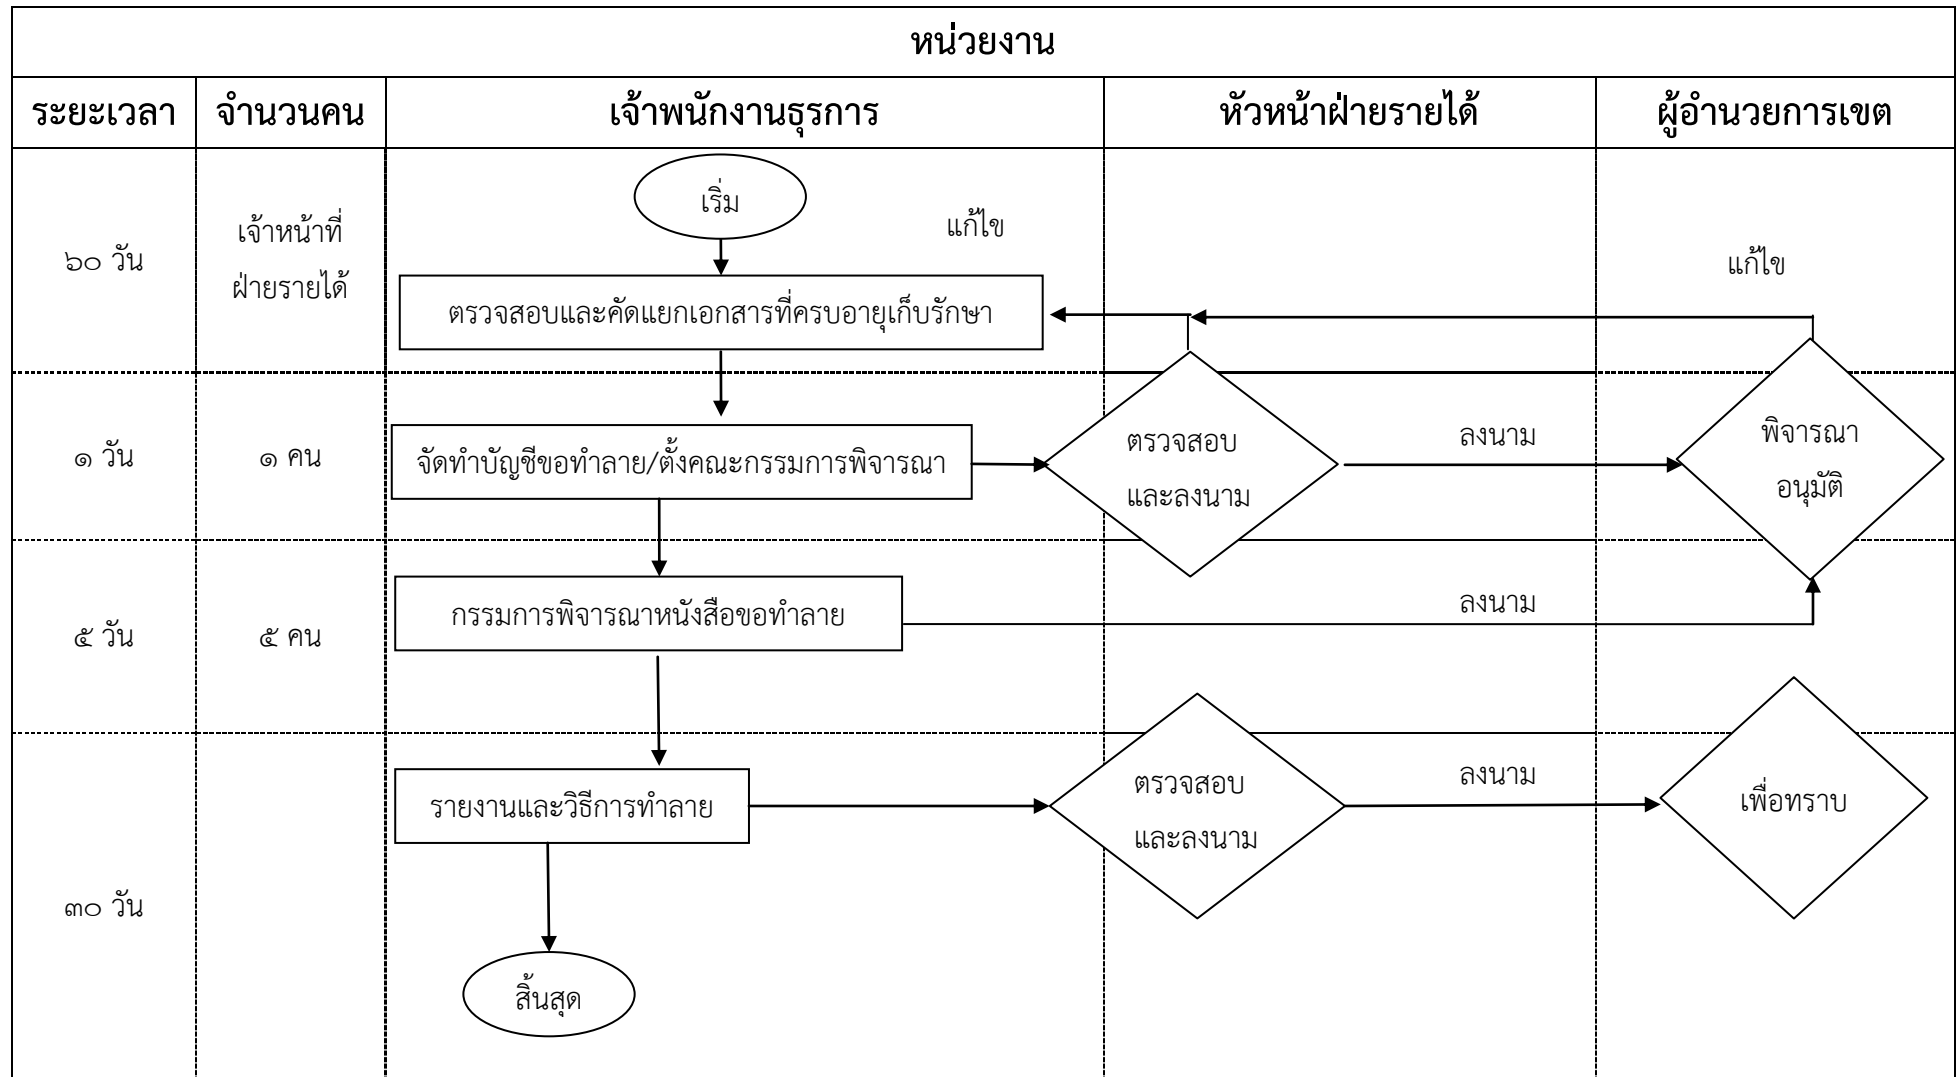 หน่วยงาน
ระยะเวลา
จำนวนคน
เจ้าพนักงานธุรการ
หัวหน้าฝ่ายรายได้
ผู้อำนวยการเขต
๖๐ วัน
เจ้าหน้าที่
ฝ่ายรายได้
เริ่ม
แก้ไข
แก้ไข
ตรวจสอบและคัดแยกเอกสารที่ครบอายุเก็บรักษา
๑ วัน
๑ คน
จัดทำบัญชีขอทำลาย/ตั้งคณะกรรมการพิจารณา
ตรวจสอบ
และลงนาม
ลงนาม
พิจารณา
อนุมัติ
๕ วัน
๕ คน
กรรมการพิจารณาหนังสือขอทำลาย
ลงนาม
๓๐ วัน
รายงานและวิธีการทำลาย
ตรวจสอบ
และลงนาม
ลงนาม
เพื่อทราบ
สิ้นสุด